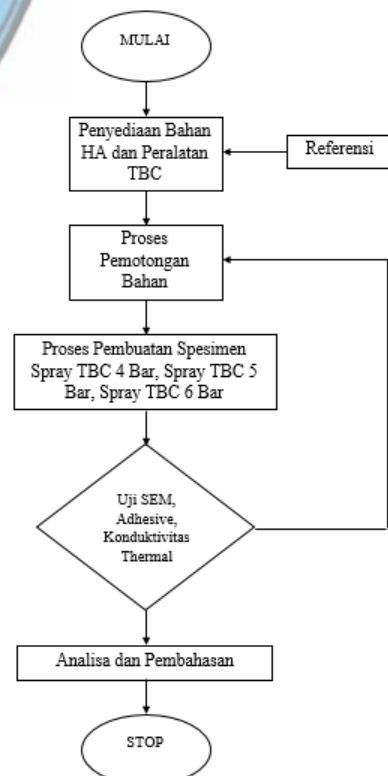 MULAI
Penyediaan Bahan
HA dan Peralatan
TBC
Referensi
Proses
Pemotongan
Bahan
Proses Pembuatan Spesimen
Spray TBC 4 Bar, Spray TBC 5
Bar, Spray TBC 6 Bar
Uji SEM,
Adhesive,
Konduktivitas
Thermal
Analisa dan Pembahasan
STOP